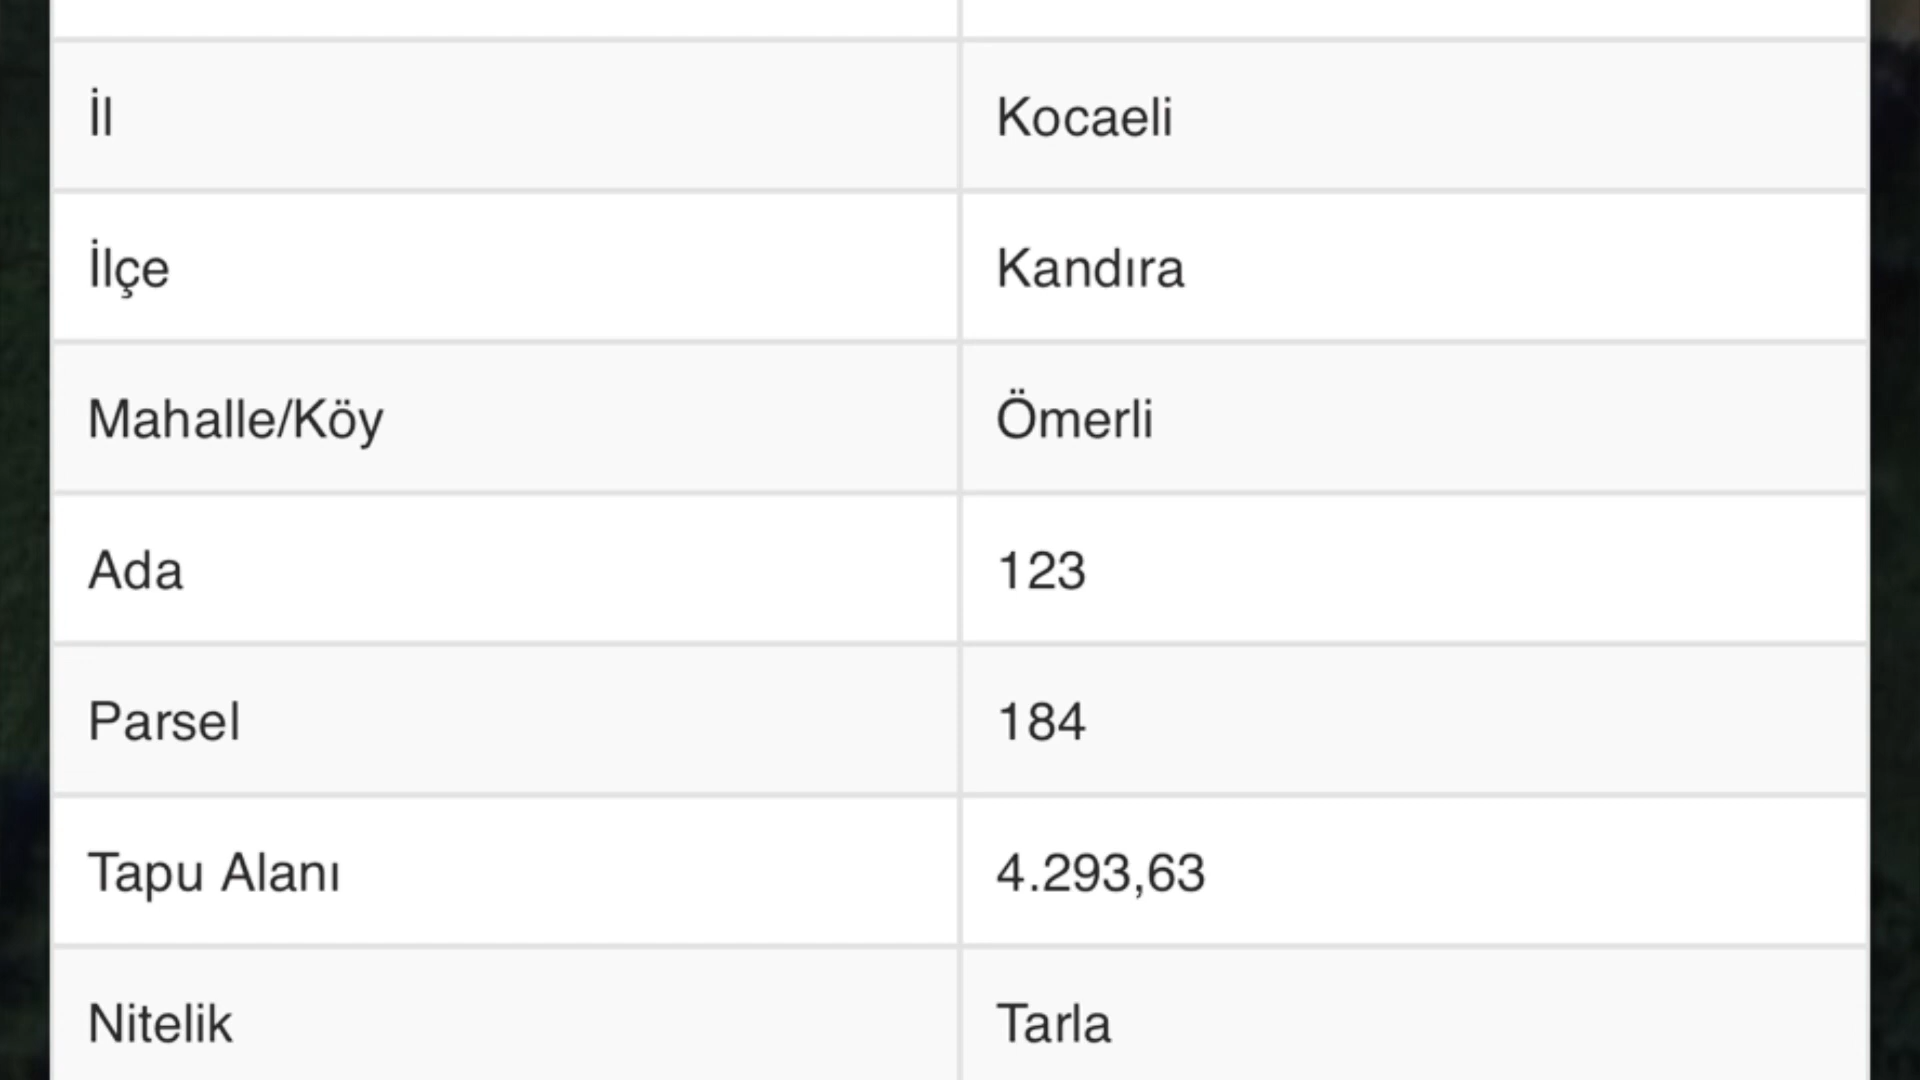 İl Kocaeli
İlçe Kandıra
Mahalle/Köy Ömerli
Ada 123
Parsel 184
Tapu Alanı 4.293,63
Nitelik Tarla